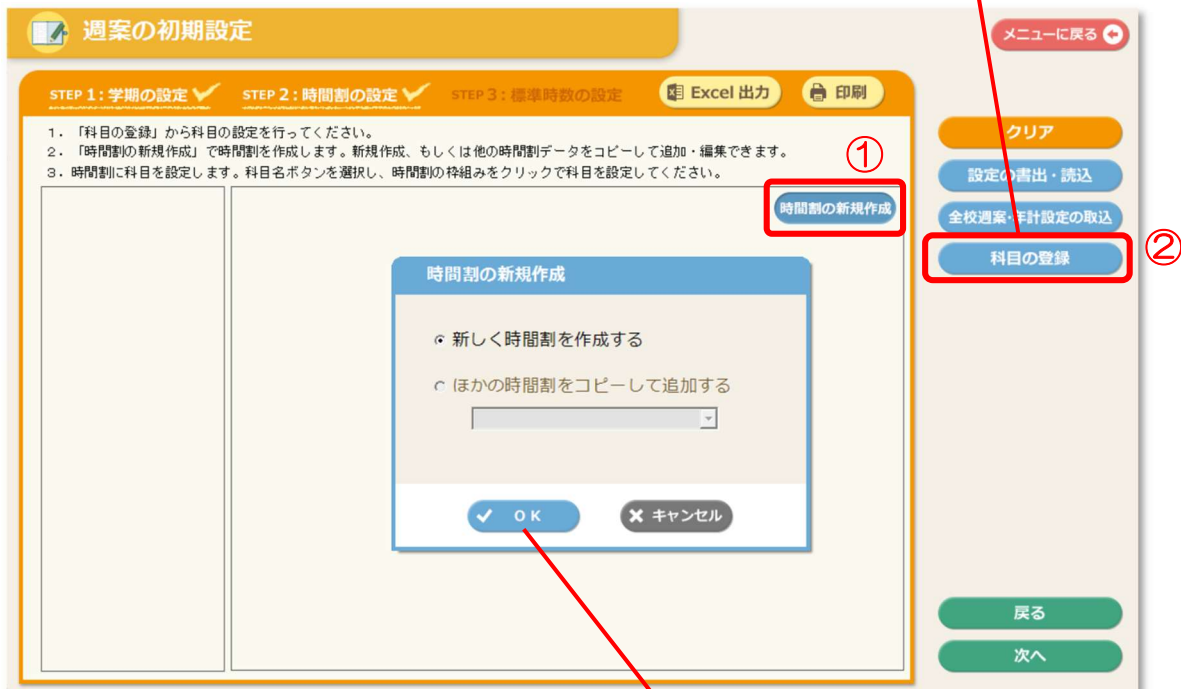 週案の初期設定
メニューに戻る
STEP 1：学期の設定
STEP 2：時間割の設定
STEP 3：標準時数の設定
Excel 出力
印刷
1．「科目の登録」から科目の設定を行ってください。
2．「時間割の新規作成」で時間割を作成します。新規作成、もしくは他の時間割データをコピーして追加・編集できます。
3．時間割に科目を設定します。科目名ボタンを選択し、時間割の枠組みをクリックで科目を設定してください。
①
時間割の新規作成
クリア
設定の書出・読込
全校週案・年計設定の取込
科目の登録
②
時間割の新規作成
新しく時間割を作成する
ほかの時間割をコピーして追加する
OK
キャンセル
戻る
次へ